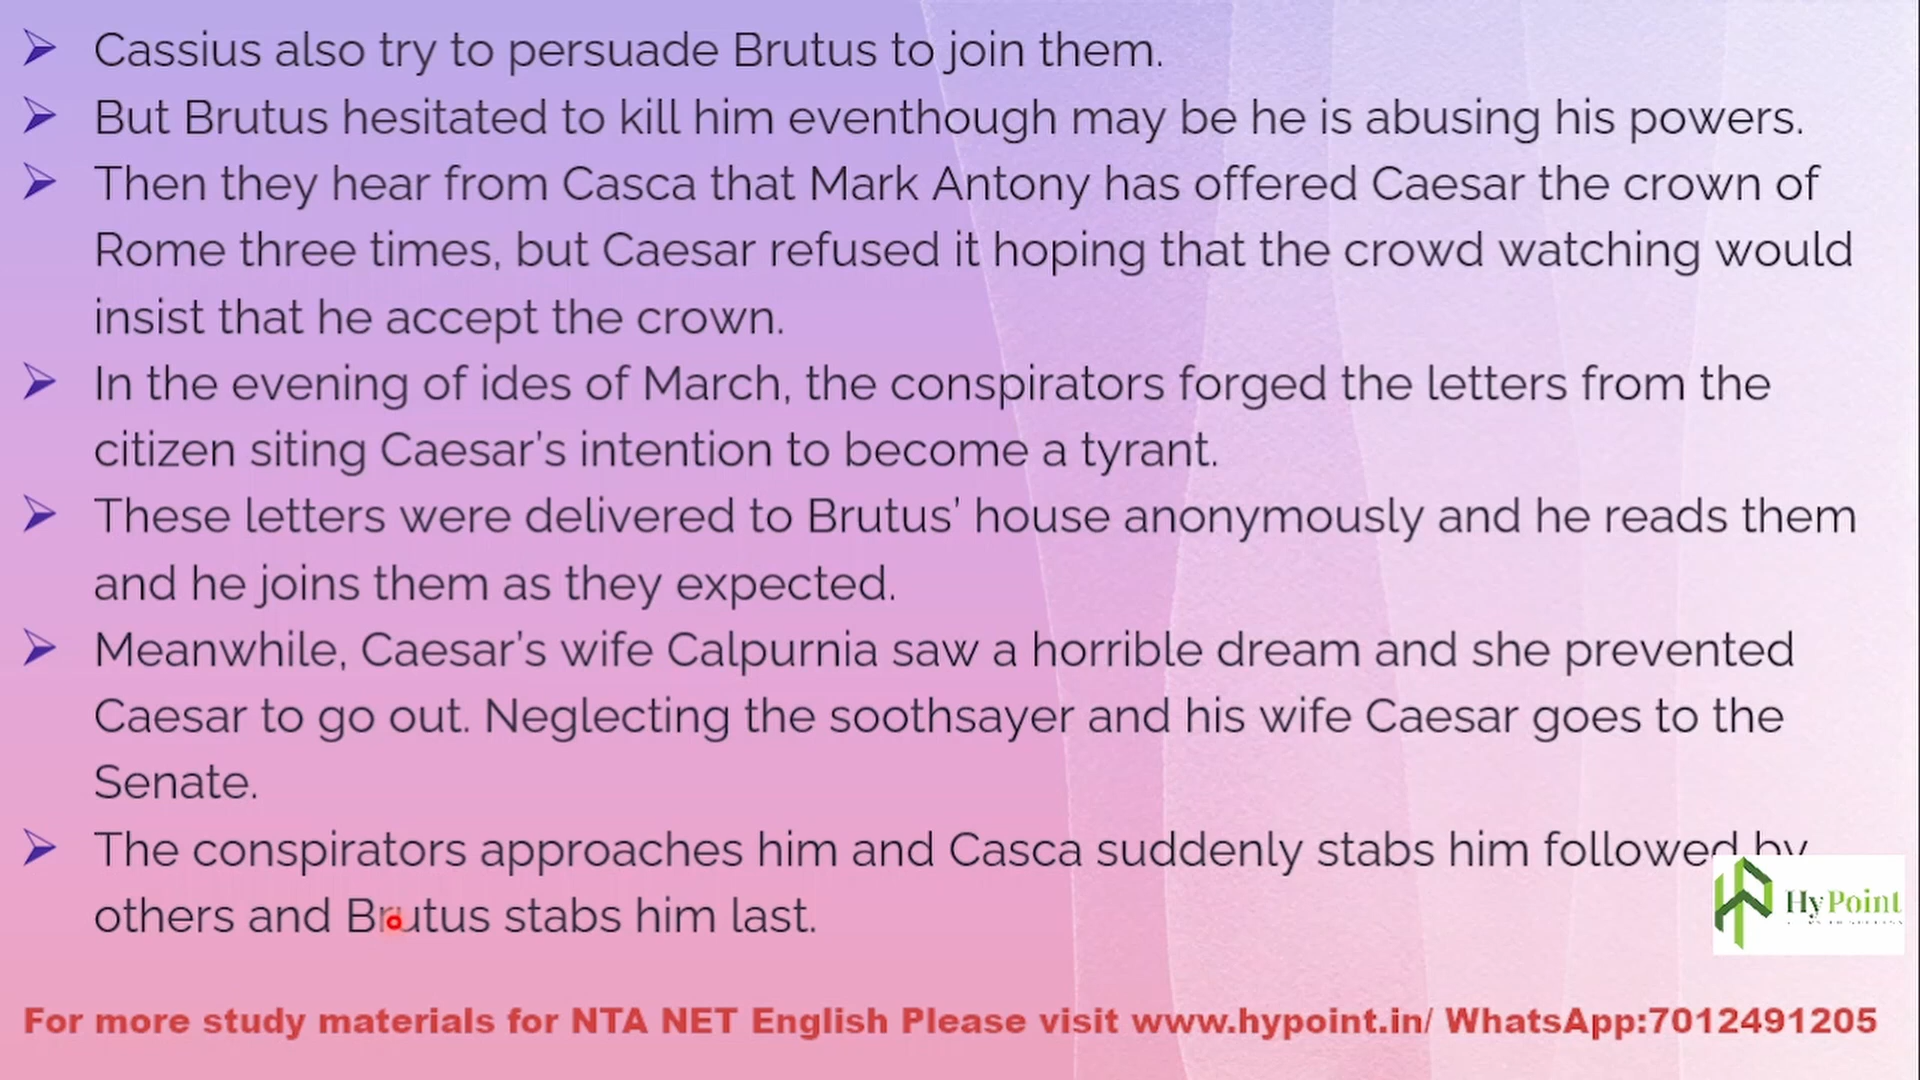 Cassius also try to persuade Brutus to join them.
But Brutus hesitated to kill him eventhough may be he is abusing his powers.
Then they hear from Casca that Mark Antony has offered Caesar the crown of
Rome three times, but Caesar refused it hoping that the crowd watching would
insist that he accept the crown.
In the evening of ides of March, the conspirators forged the letters from the
citizen siting Caesar’s intention to become a tyrant.
These letters were delivered to Brutus’ house anonymously and he reads them
and he joins them as they expected.
Meanwhile, Caesar’s wife Calpurnia saw a horrible dream and she prevented
Caesar to go out. Neglecting the soothsayer and his wife Caesar goes to the
Senate.
The conspirators approaches him and Casca suddenly stabs him followed by
others and Brutus stabs him last.
HyPoint
For more study materials for NTA NET English Please visit www.hypoint.in/ WhatsApp:7012491205